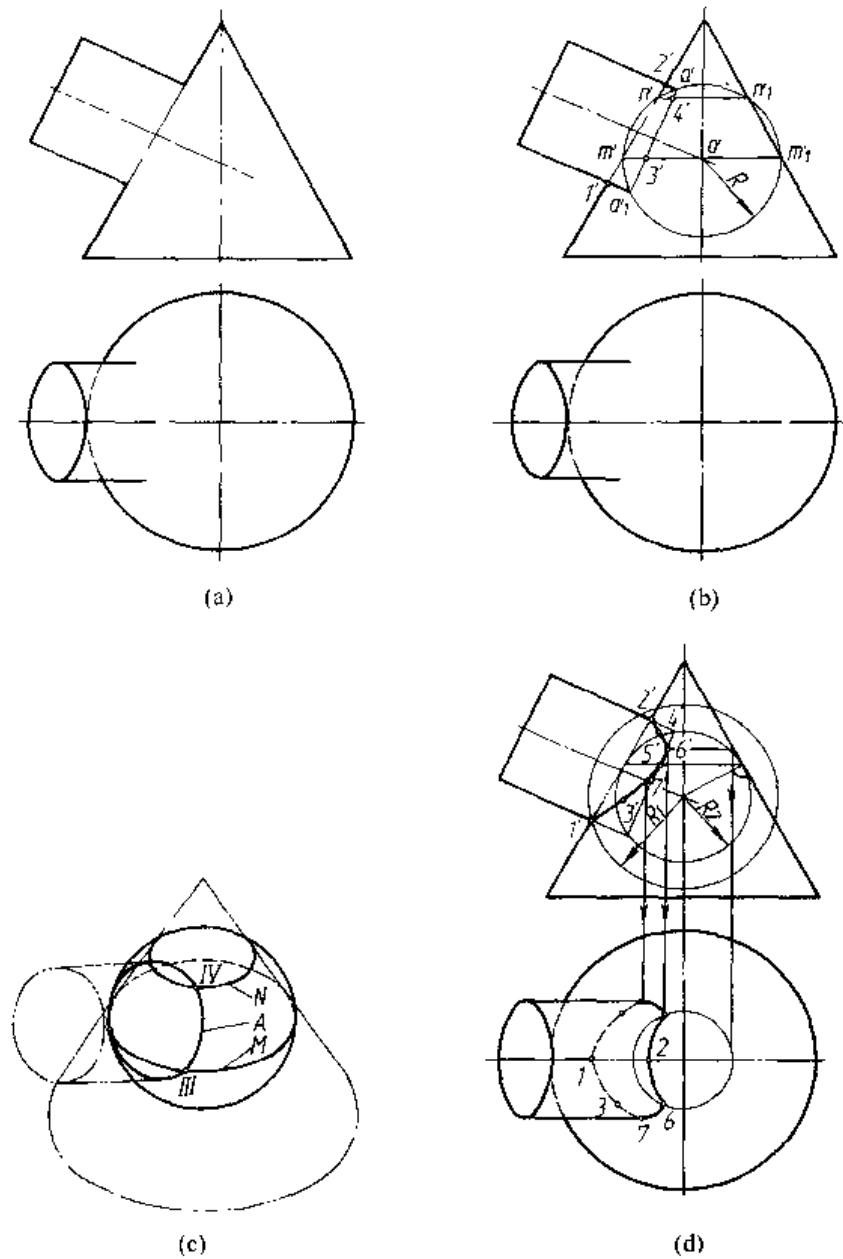 (a)
2' a'
n' n'1
4'
m' a' m'1
3'
1' R
a'1
(b)
IV
N
A
M
III
(c)
2'
4'
5' 6'
7'
3'
1' R1 R2
1 2
3
7 6
(d)